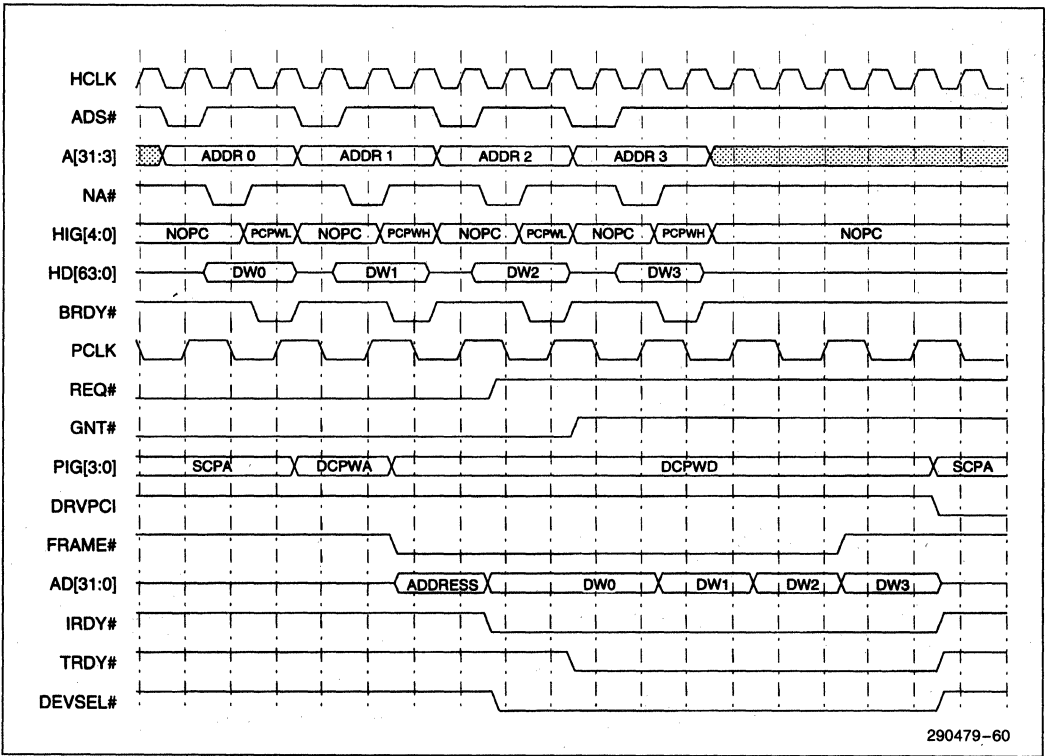 HCLK
ADS#
A[31:3] ADDR 0 ADDR 1 ADDR 2 ADDR 3
NA#
HIG[4:0] NOPC PCPWL NOPC PCPWH NOPC PCPWL NOPC PCPWH NOPC
HD[63:0] DW0 DW1 DW2 DW3
BRDY#
PCLK
REQ#
GNT#
PIG[3:0] SCPA DCPWA DCPWD SCPA
DRVPCI
FRAME#
AD[31:0] ADDRESS DW0 DW1 DW2 DW3
IRDY#
TRDY#
DEVSEL#
290479-60